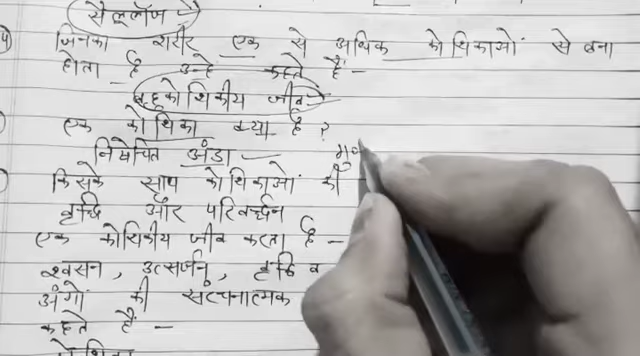 सेलूलॉज से
जिनका शरीर एक से अधिक कोशिकाओं से बना
होता है उन्हे कहते हैं -
बहुकोशिकीय जीव
एक कोशिका क्या है ?
निषेचित अंडा -
किसके साथ कोशिकाओं की
वृद्धि और परिवर्धन
एक कोशिकीय जीव करता है -
श्वसन, उत्सर्जन, वृद्धि व
अंगों की संरचनात्मक
कहते हैं -
कोशिका